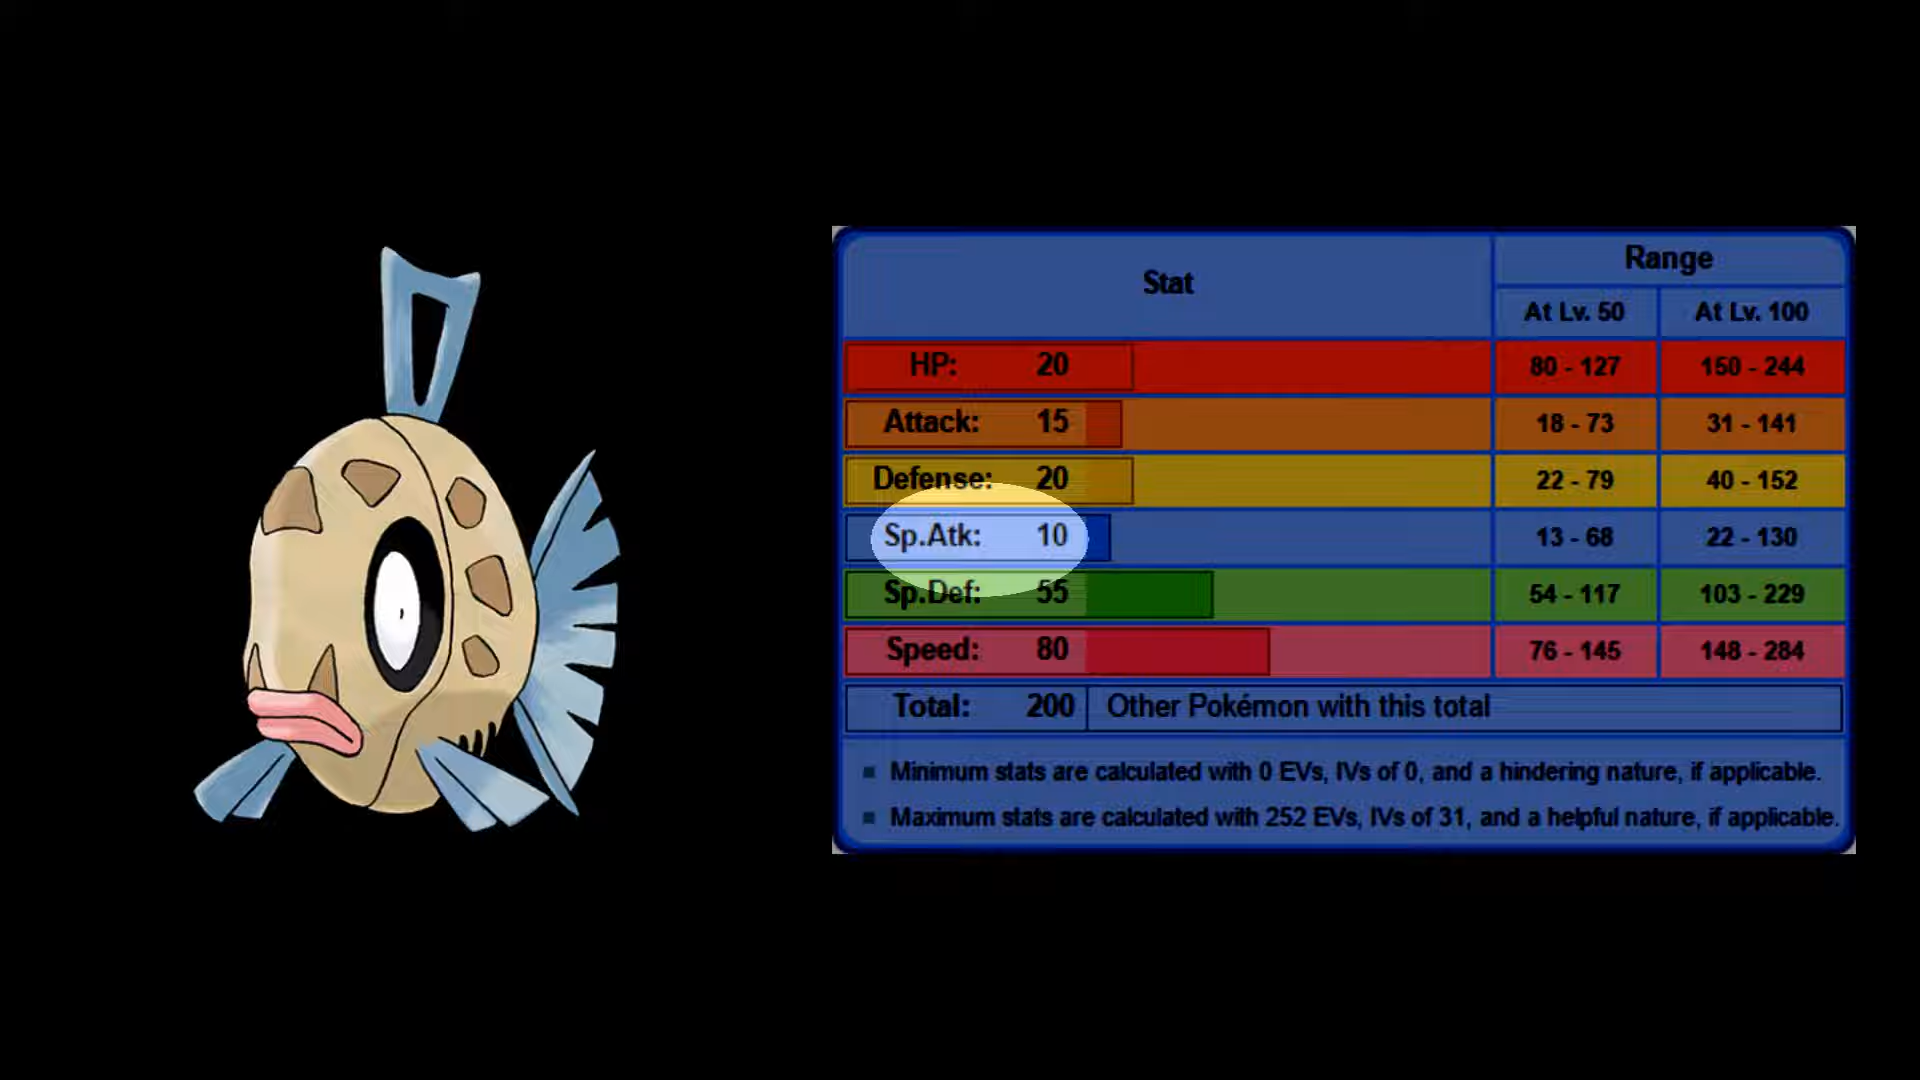 Stat Range
At Lv. 50 At Lv. 100
HP: 20 80 - 127 150 - 244
Attack: 15 18 - 73 31 - 141
Defense: 20 22 - 79 40 - 152
Sp.Atk: 10 13 - 68 22 - 130
Sp.Def: 55 54 - 117 103 - 229
Speed: 80 76 - 145 148 - 284
Total: 200 Other Pokémon with this total
Minimum stats are calculated with 0 EVs, IVs of 0, and a hindering nature, if applicable.
Maximum stats are calculated with 252 EVs, IVs of 31, and a helpful nature, if applicable.